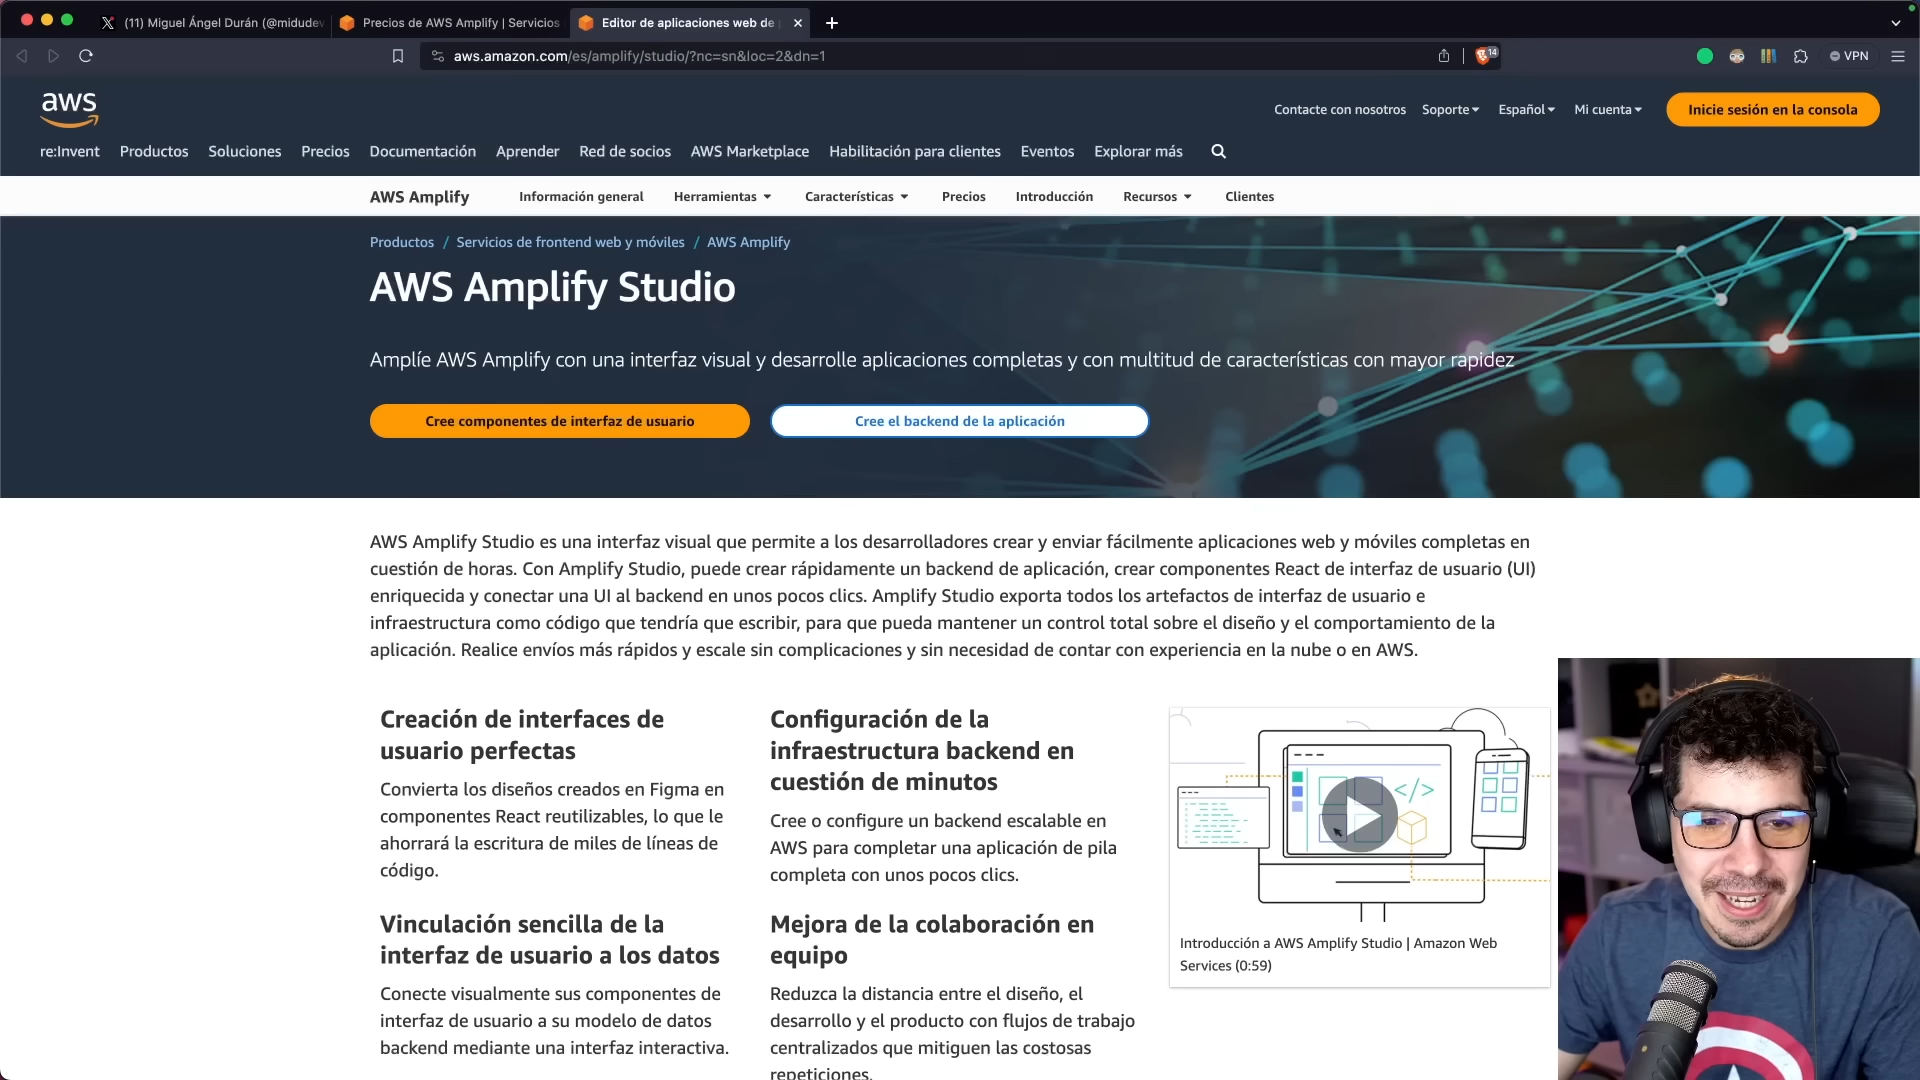 (11) Miguel Ángel Durán (@midudev
Precios de AWS Amplify | Servicios
Editor de aplicaciones web de
aws.amazon.com/es/amplify/studio/?nc=sn&loc=2&dn=1
14
VPN
aws
Contacte con nosotros
Soporte
Español
Mi cuenta
Inicie sesión en la consola
re:Invent
Productos
Soluciones
Precios
Documentación
Aprender
Red de socios
AWS Marketplace
Habilitación para clientes
Eventos
Explorar más
AWS Amplify
Información general
Herramientas
Características
Precios
Introducción
Recursos
Clientes
Productos / Servicios de frontend web y móviles / AWS Amplify
AWS Amplify Studio
Amplíe AWS Amplify con una interfaz visual y desarrolle aplicaciones completas y con multitud de características con mayor rapidez
Cree componentes de interfaz de usuario
Cree el backend de la aplicación
AWS Amplify Studio es una interfaz visual que permite a los desarrolladores crear y enviar fácilmente aplicaciones web y móviles completas en
cuestión de horas. Con Amplify Studio, puede crear rápidamente un backend de aplicación, crear componentes React de interfaz de usuario (UI)
enriquecida y conectar una UI al backend en unos pocos clics. Amplify Studio exporta todos los artefactos de interfaz de usuario e
infraestructura como código que tendría que escribir, para que pueda mantener un control total sobre el diseño y el comportamiento de la
aplicación. Realice envíos más rápidos y escale sin complicaciones y sin necesidad de contar con experiencia en la nube o en AWS.
Creación de interfaces de
usuario perfectas
Convierta los diseños creados en Figma en
componentes React reutilizables, lo que le
ahorrará la escritura de miles de líneas de
código.
Configuración de la
infraestructura backend en
cuestión de minutos
Cree o configure un backend escalable en
AWS para completar una aplicación de pila
completa con unos pocos clics.
</>
Introducción a AWS Amplify Studio | Amazon Web
Services (0:59)
Vinculación sencilla de la
interfaz de usuario a los datos
Conecte visualmente sus componentes de
interfaz de usuario a su modelo de datos
backend mediante una interfaz interactiva.
Mejora de la colaboración en
equipo
Reduzca la distancia entre el diseño, el
desarrollo y el producto con flujos de trabajo
centralizados que mitiguen las costosas
repeticiones.